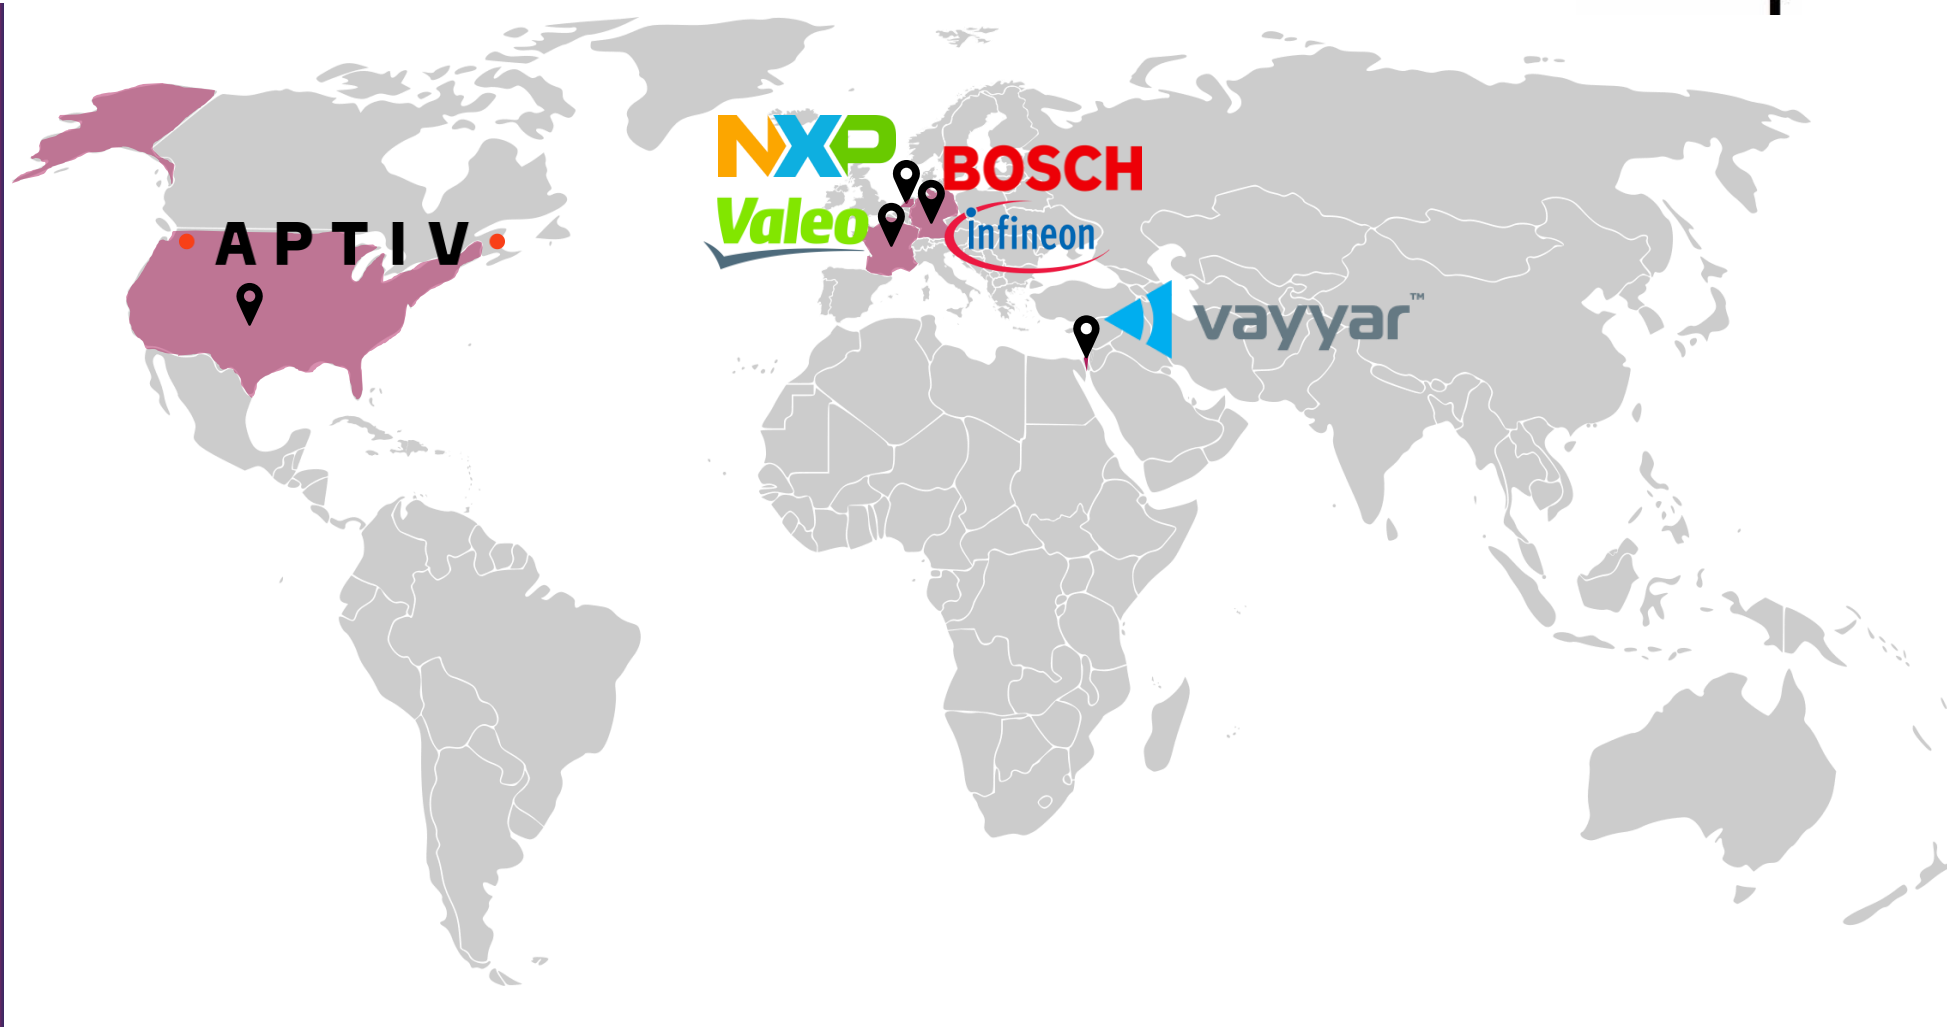 NXP
BOSCH
Valeo
infineon
APTIV
vayyar™